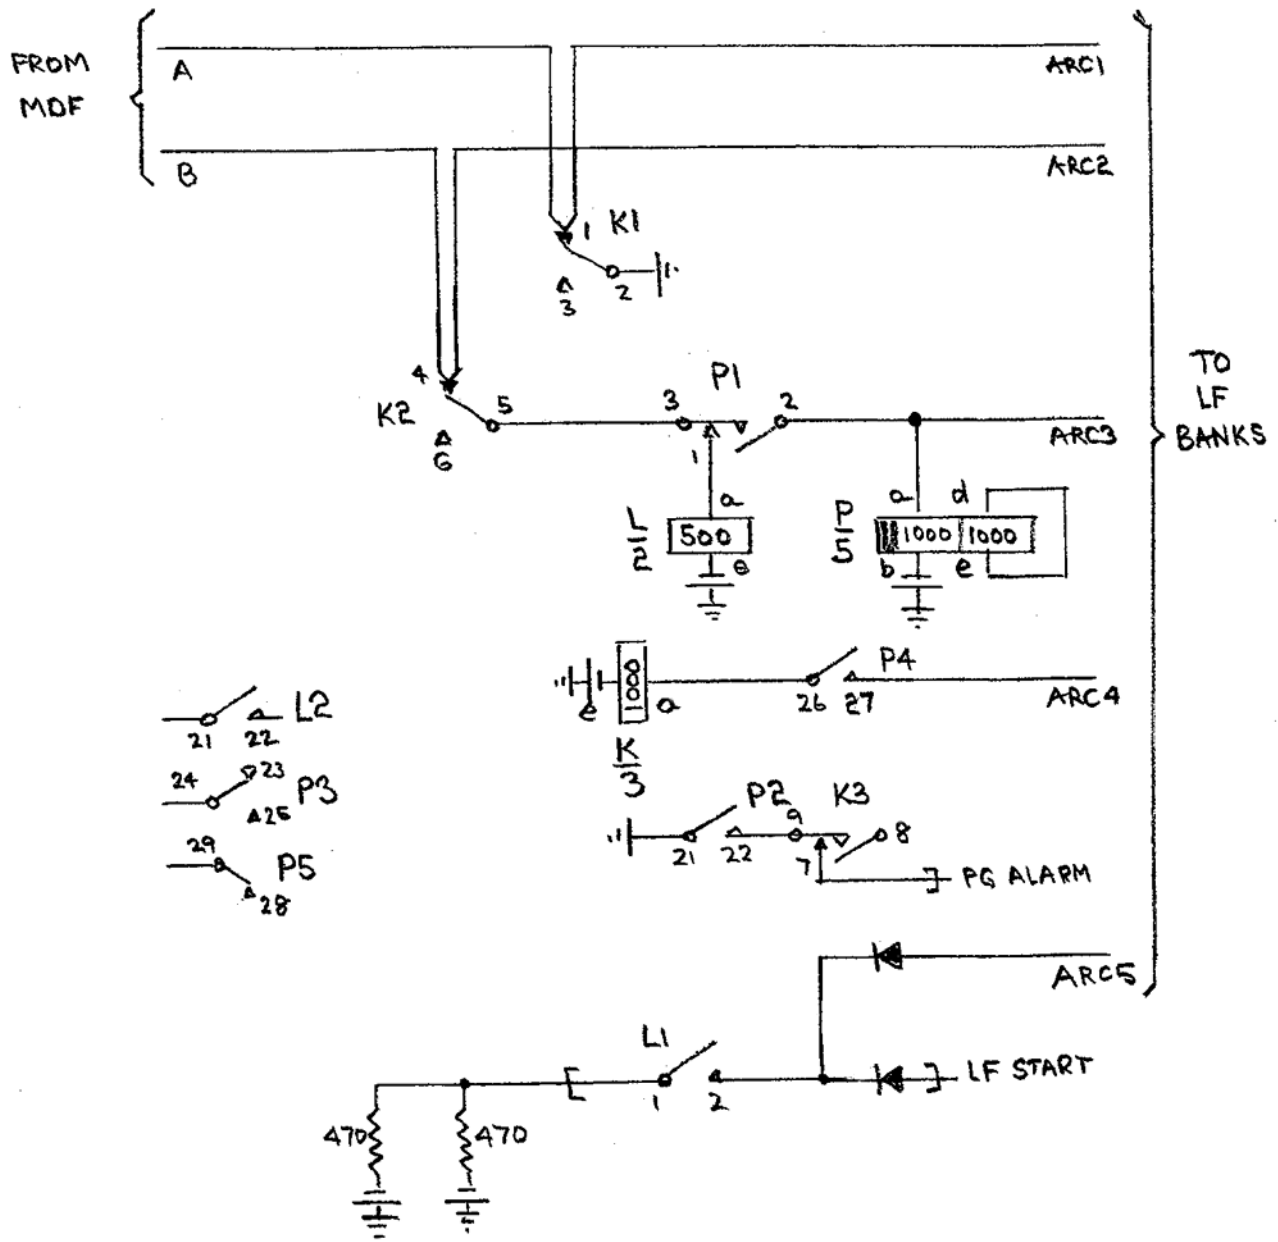 FROM
MDF
A
ARC1
B
ARC2
1 K1
3 2
4
K2 5
6
P1
3 2
1
ARC3
TO
LF
BANKS
a
L
2
500
e
P
5
a d
1000 1000
b e
1000
e a
K
3
P4
26 27
ARC4
L2
21 22
24 23
P3
25
29
P5
28
P2 K3
9 8
21 22
7
PG ALARM
ARC5
L1
1 2
LF START
470 470